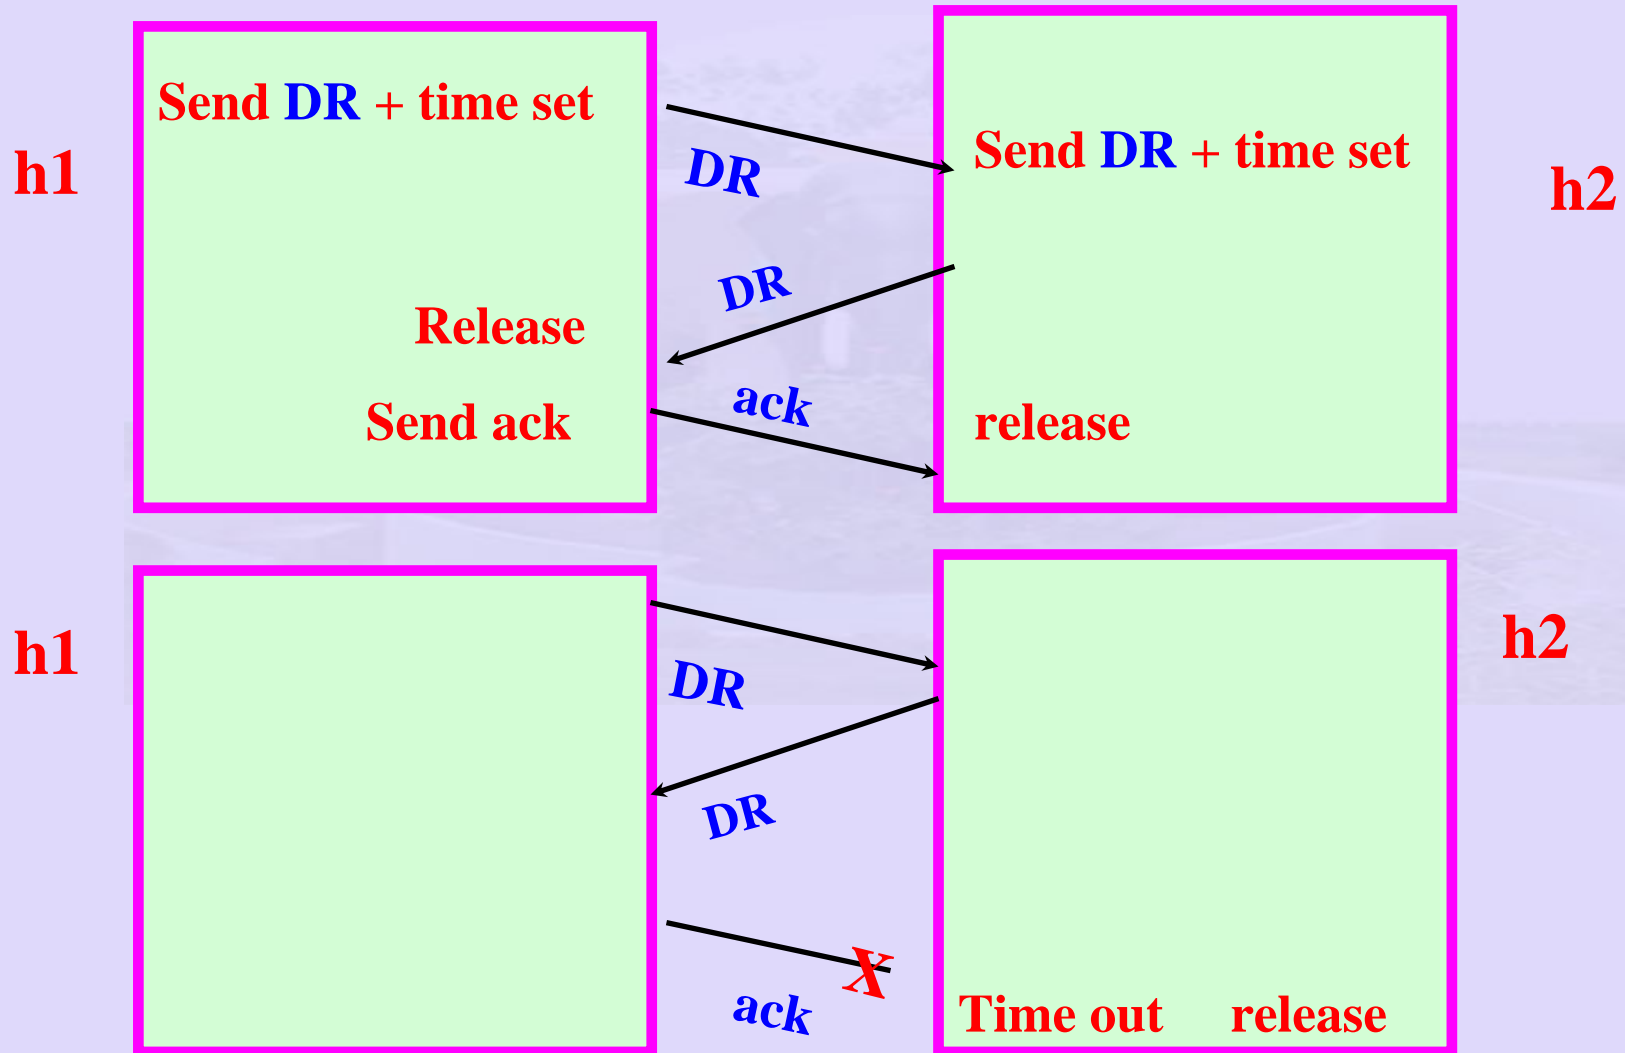 Send DR + time set
h1
DR
Send DR + time set
h2
DR
Release
Send ack
ack
release
h1
DR
h2
DR
X
ack
Time out release